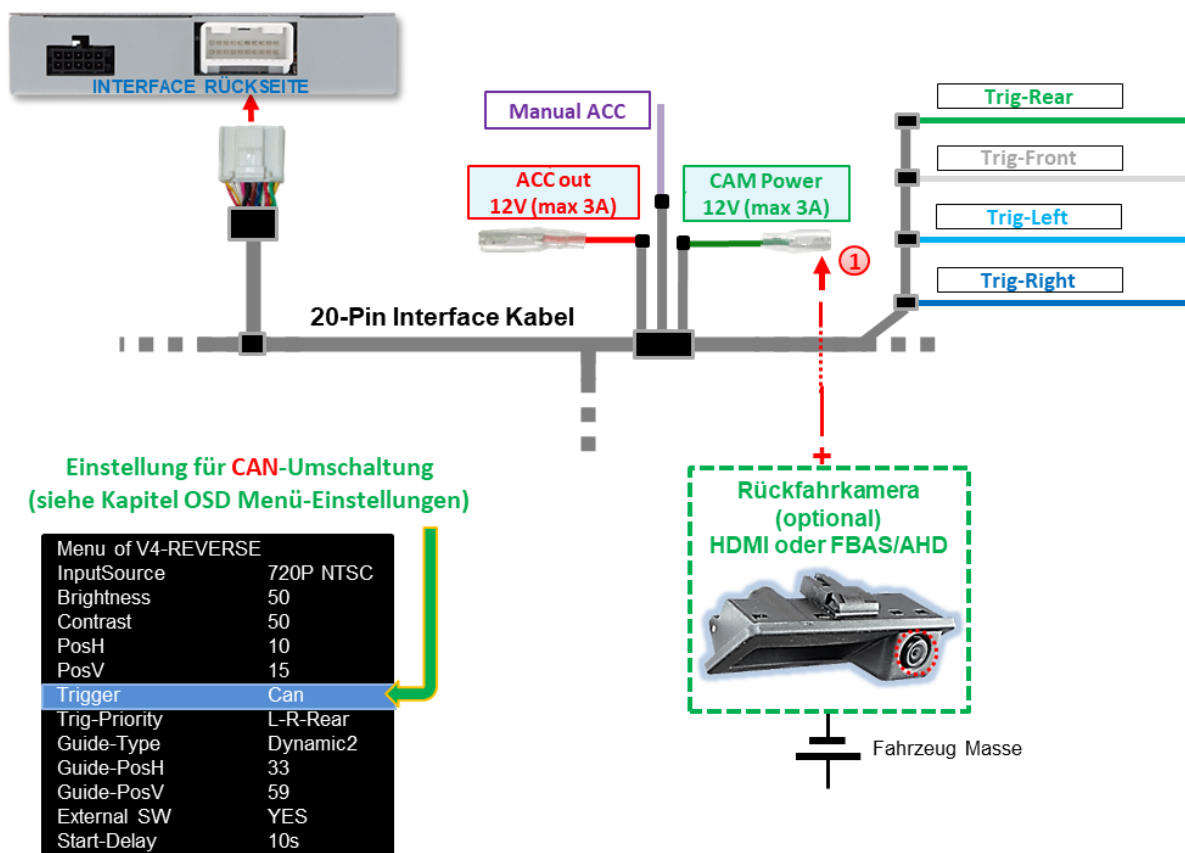 INTERFACE RÜCKSEITE
Manual ACC
ACC out
12V (max 3A)
CAM Power
12V (max 3A)
Trig-Rear
Trig-Front
Trig-Left
Trig-Right
1
20-Pin Interface Kabel
+
Einstellung für CAN-Umschaltung
(siehe Kapitel OSD Menü-Einstellungen)
Menu of V4-REVERSE
InputSource 720P NTSC
Brightness 50
Contrast 50
PosH 10
PosV 15
Trigger Can
Trig-Priority L-R-Rear
Guide-Type Dynamic2
Guide-PosH 33
Guide-PosV 59
External SW YES
Start-Delay 10s
Rückfahrkamera
(optional)
HDMI oder FBAS/AHD
Fahrzeug Masse